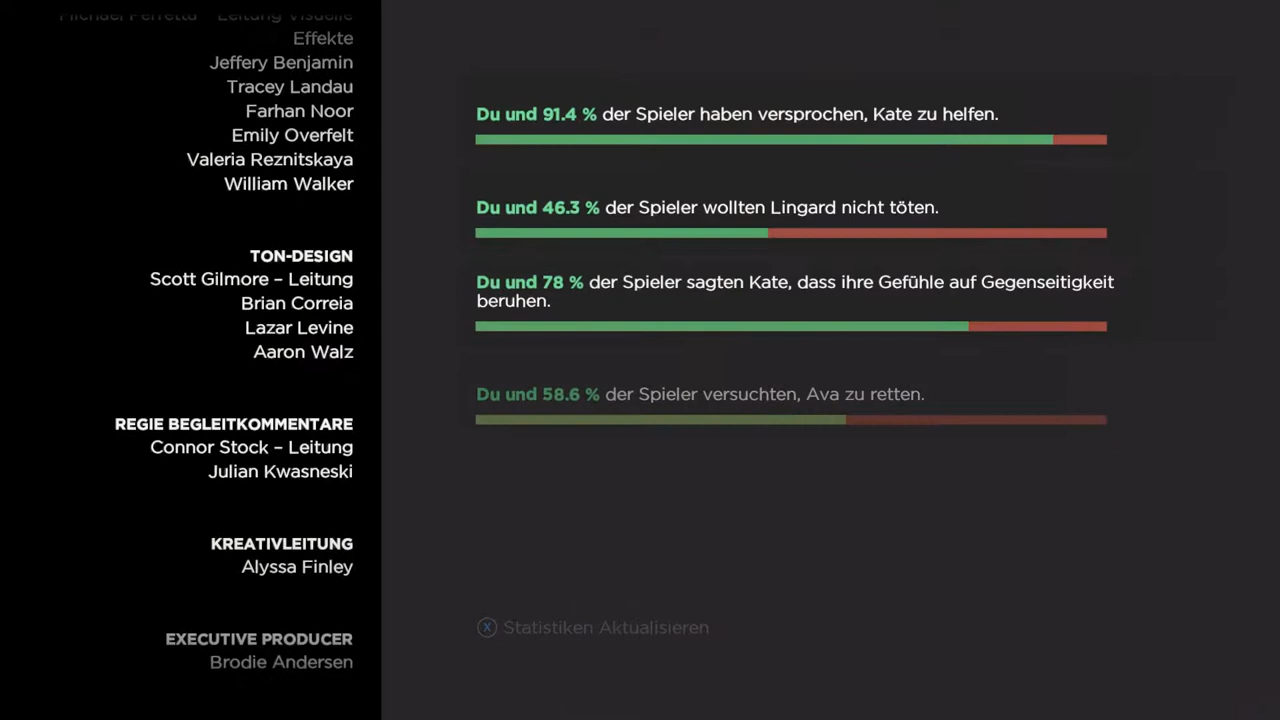 Michael Perretta – Leitung Visuelle
Effekte
Jeffery Benjamin
Tracey Landau
Farhan Noor
Emily Overfelt
Valeria Reznitskaya
William Walker
TON-DESIGN
Scott Gilmore – Leitung
Brian Correia
Lazar Levine
Aaron Walz
REGIE BEGLEITKOMMENTARE
Connor Stock – Leitung
Julian Kwasneski
KREATIVLEITUNG
Alyssa Finley
EXECUTIVE PRODUCER
Brodie Andersen
Du und 91.4 % der Spieler haben versprochen, Kate zu helfen.
Du und 46.3 % der Spieler wollten Lingard nicht töten.
Du und 78 % der Spieler sagten Kate, dass ihre Gefühle auf Gegenseitigkeit
beruhen.
Du und 58.6 % der Spieler versuchten, Ava zu retten.
X Statistiken Aktualisieren